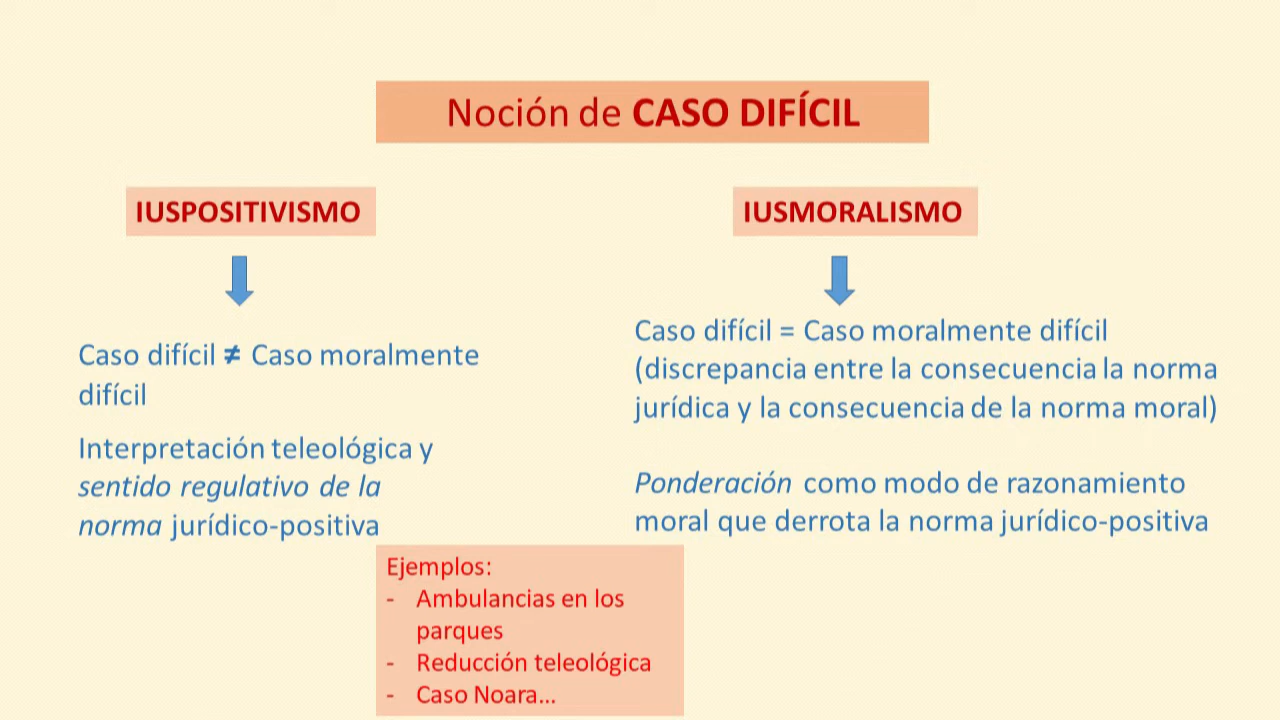 Noción de CASO DIFÍCIL
IUSPOSITIVISMO
Caso difícil ≠ Caso moralmente
difícil
Interpretación teleológica y
sentido regulativo de la
norma jurídico-positiva
IUSMORALISMO
Caso difícil = Caso moralmente difícil
(discrepancia entre la consecuencia la norma
jurídica y la consecuencia de la norma moral)
Ponderación como modo de razonamiento
moral que derrota la norma jurídico-positiva
Ejemplos:
- Ambulancias en los
parques
- Reducción teleológica
- Caso Noara...